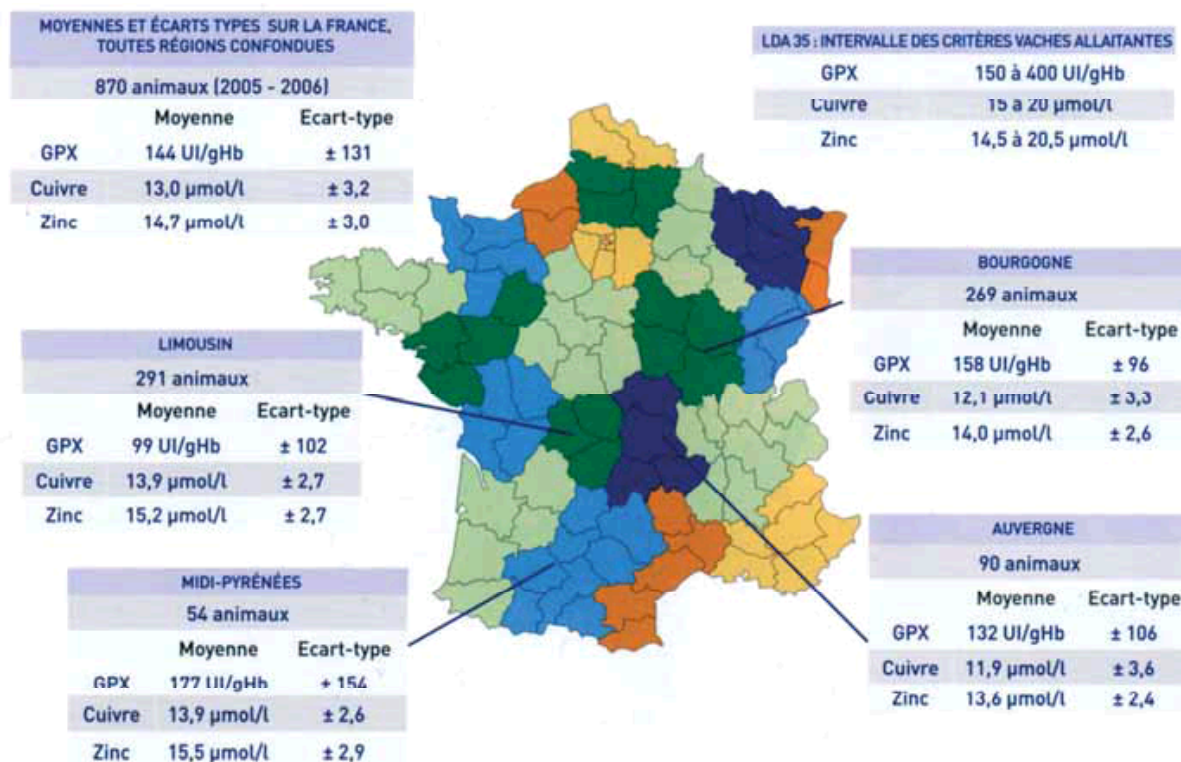 MOYENNES ET ÉCARTS TYPES SUR LA FRANCE,
TOUTES RÉGIONS CONFONDUES
870 animaux (2005 - 2006)
Moyenne Ecart-type
GPX 144 UI/gHb ± 131
Cuivre 13,0 µmol/l ± 3,2
Zinc 14,7 µmol/l ± 3,0
LDA 35 : INTERVALLE DES CRITÈRES VACHES ALLAITANTES
GPX 150 à 400 UI/gHb
Cuivre 15 à 20 µmol/l
Zinc 14,5 à 20,5 µmol/l
BOURGOGNE
269 animaux
Moyenne Ecart-type
GPX 158 UI/gHb ± 96
Cuivre 12,1 µmol/l ± 3,3
Zinc 14,0 µmol/l ± 2,6
LIMOUSIN
291 animaux
Moyenne Ecart-type
GPX 99 UI/gHb ± 102
Cuivre 13,9 µmol/l ± 2,7
Zinc 15,2 µmol/l ± 2,7
AUVERGNE
90 animaux
Moyenne Ecart-type
GPX 132 UI/gHb ± 106
Cuivre 11,9 µmol/l ± 3,6
Zinc 13,6 µmol/l ± 2,4
MIDI-PYRÉNÉES
54 animaux
Moyenne Ecart-type
GPX 177 UI/gHb ± 154
Cuivre 13,9 µmol/l ± 2,6
Zinc 15,5 µmol/l ± 2,9